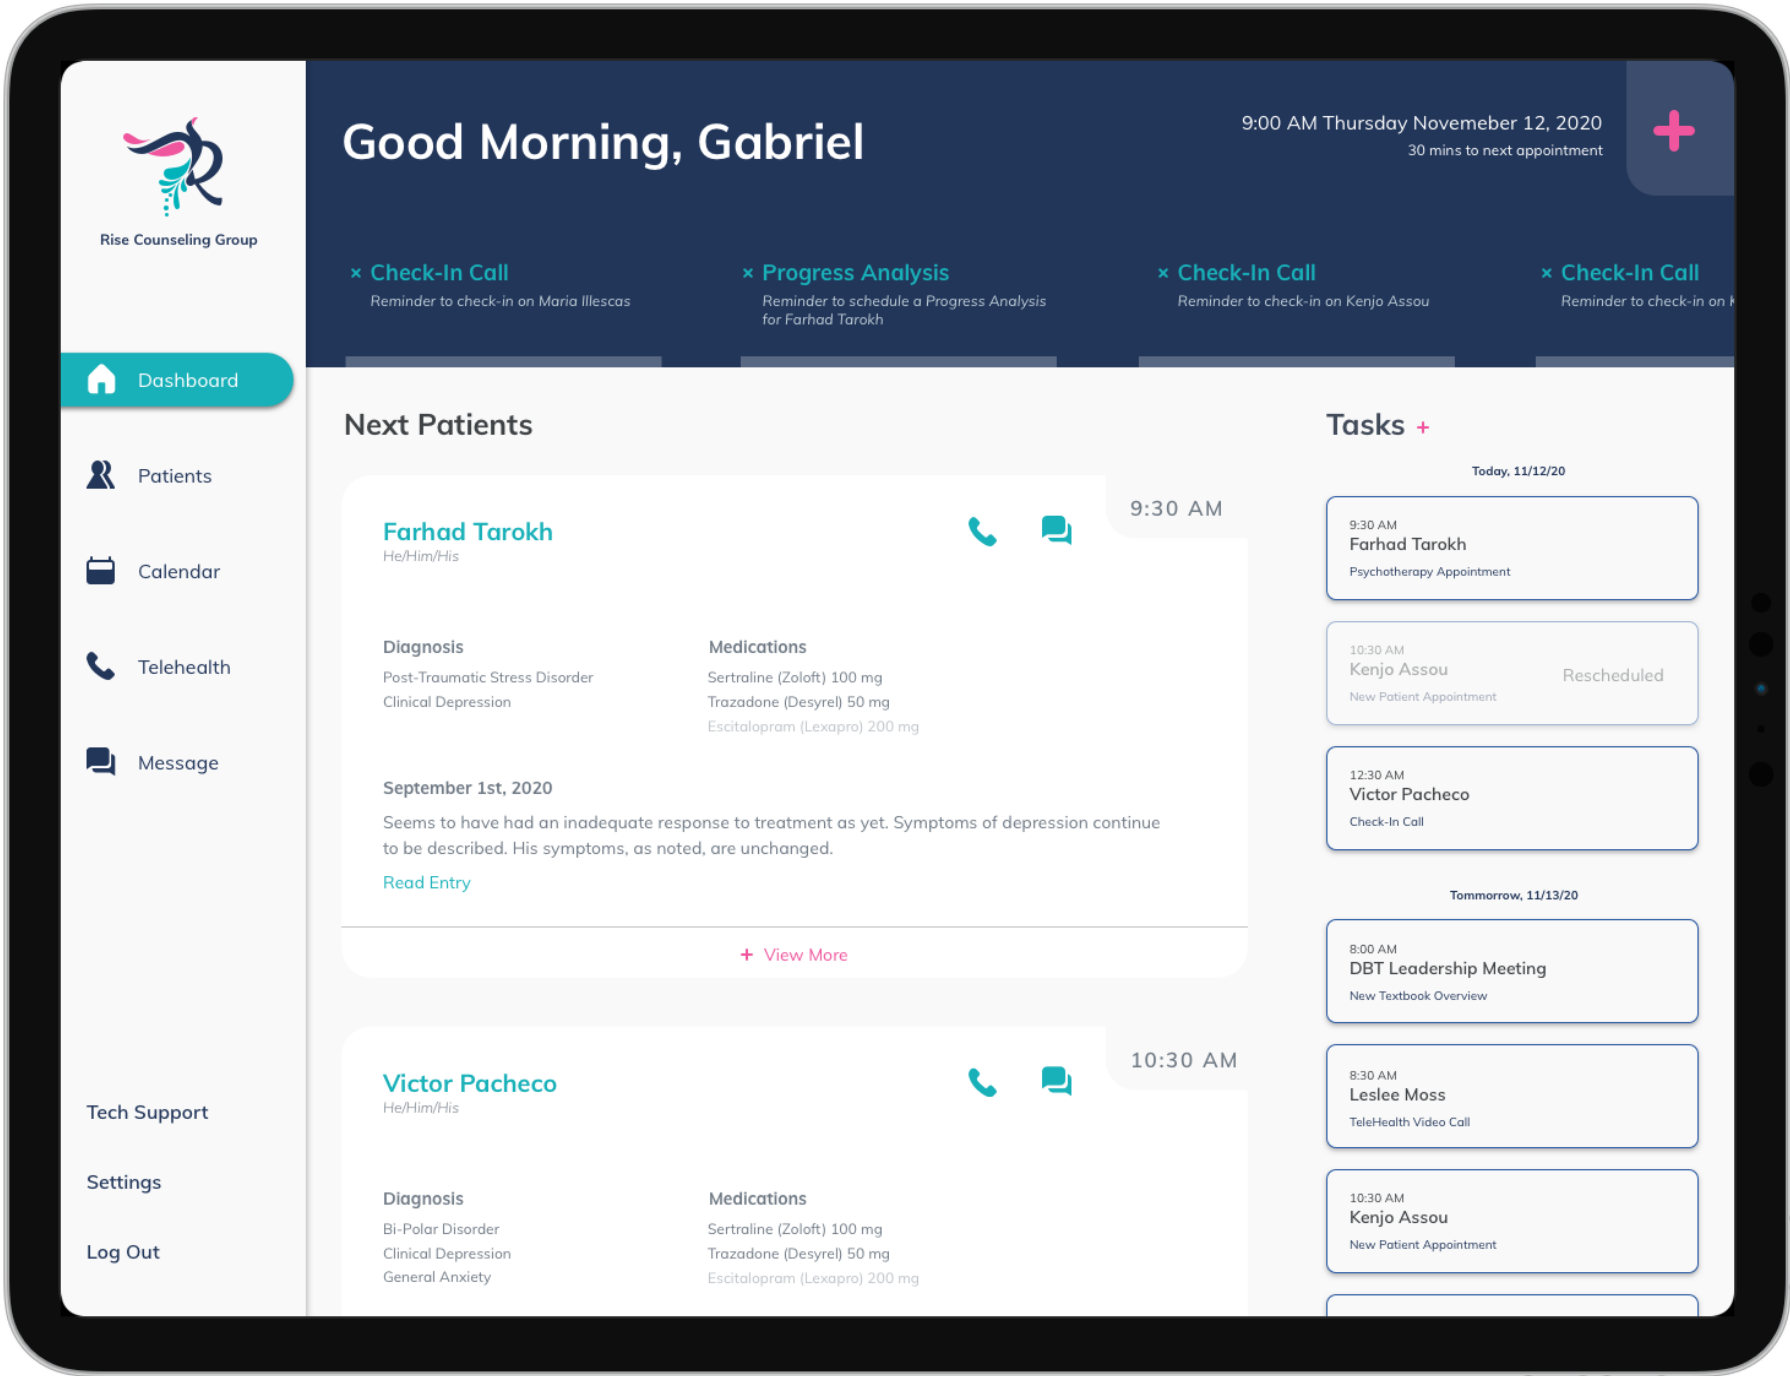 Rise Counseling Group
Dashboard
Patients
Calendar
Telehealth
Message
Tech Support
Settings
Log Out
Good Morning, Gabriel
9:00 AM Thursday Novemeber 12, 2020
30 mins to next appointment
× Check-In Call
Reminder to check-in on Maria Illescas
× Progress Analysis
Reminder to schedule a Progress Analysis
for Farhad Tarokh
× Check-In Call
Reminder to check-in on Kenjo Assou
× Check-In Call
Reminder to check-in on
Next Patients
9:30 AM
Farhad Tarokh
He/Him/His
Diagnosis
Post-Traumatic Stress Disorder
Clinical Depression
Medications
Sertraline (Zoloft) 100 mg
Trazadone (Desyrel) 50 mg
Escitalopram (Lexapro) 200 mg
September 1st, 2020
Seems to have had an inadequate response to treatment as yet. Symptoms of depression continue
to be described. His symptoms, as noted, are unchanged.
Read Entry
+ View More
10:30 AM
Victor Pacheco
He/Him/His
Diagnosis
Bi-Polar Disorder
Clinical Depression
General Anxiety
Medications
Sertraline (Zoloft) 100 mg
Trazadone (Desyrel) 50 mg
Escitalopram (Lexapro) 200 mg
Tasks +
Today, 11/12/20
9:30 AM
Farhad Tarokh
Psychotherapy Appointment
10:30 AM
Kenjo Assou
New Patient Appointment
Rescheduled
12:30 AM
Victor Pacheco
Check-In Call
Tommorrow, 11/13/20
8:00 AM
DBT Leadership Meeting
New Textbook Overview
8:30 AM
Leslee Moss
TeleHealth Video Call
10:30 AM
Kenjo Assou
New Patient Appointment